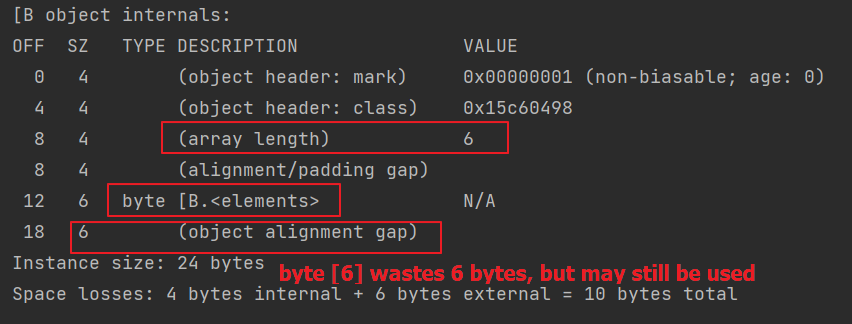 [B object internals:
OFF SZ TYPE DESCRIPTION VALUE
0 4 (object header: mark) 0x00000001 (non-biasable; age: 0)
4 4 (object header: class) 0x15c60498
8 4 (array length) 6
8 4 (alignment/padding gap)
12 6 byte [B.<elements> N/A
18 6 (object alignment gap)
Instance size: 24 bytes
byte [6] wastes 6 bytes, but may still be used
Space losses: 4 bytes internal + 6 bytes external = 10 bytes total